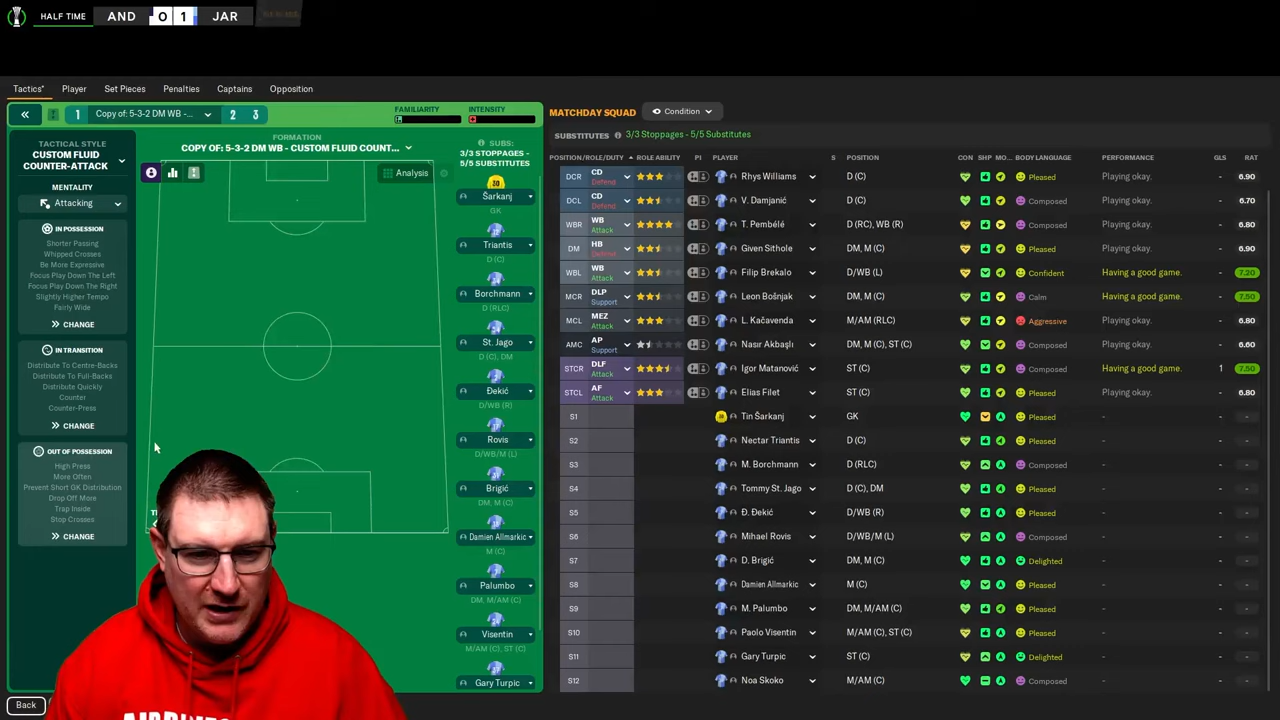 HALF TIME AND 0 1 JAR
Tactics* Player Set Pieces Penalties Captains Opposition
1 Copy of: 5-3-2 DM WB -... 2 3
FAMILIARITY INTENSITY
TACTICAL STYLE
CUSTOM FLUID
COUNTER-ATTACK
MENTALITY
Attacking
IN POSSESSION
Shorter Passing
Whipped Crosses
Be More Expressive
Focus Play Down The Left
Focus Play Down The Right
Slightly Higher Tempo
Fairly Wide
CHANGE
IN TRANSITION
Distribute To Centre-Backs
Distribute To Full-Backs
Distribute Quickly
Counter
Counter-Press
CHANGE
OUT OF POSSESSION
High Press
More Often
Prevent Short GK Distribution
Drop Off More
Trap Inside
Stop Crosses
CHANGE
Back
FORMATION
COPY OF: 5-3-2 DM WB - CUSTOM FLUID COUNT...
Analysis
SUBS:
3/3 STOPPAGES -
5/5 SUBSTITUTES
30
Šarkanj
GK
Triantis
D (C)
Borchmann
D (RLC)
St. Jago
D (C), DM
Đekić
D/WB (R)
Rovis
D/WB/M (L)
Brigić
DM, M (C)
Damien Allmarkic
M (C)
Palumbo
DM, M/AM (C)
Visentin
M/AM (C), ST (C)
Gary Turpic
MATCHDAY SQUAD Condition
SUBSTITUTES 3/3 Stoppages - 5/5 Substitutes
POSITION/ROLE/DUTY ROLE ABILITY PI PLAYER S POSITION CON SHP MO... BODY LANGUAGE PERFORMANCE GLS RAT
DCR CD Defend Rhys Williams D (C) Pleased Playing okay. - 6.90
DCL CD Defend V. Damjanić D (C) Composed Playing okay. - 6.70
WBR WB Attack T. Pembélé D (RC), WB (R) Composed Playing okay. - 6.80
DM HB Defend Given Sithole DM, M (C) Pleased Playing okay. - 6.90
WBL WB Attack Filip Brekalo D/WB (L) Confident Having a good game. - 7.20
MCR DLP Support Leon Bošnjak DM, M (C) Calm Having a good game. - 7.50
MCL MEZ Attack L. Kačavenda M/AM (RLC) Aggressive Playing okay. - 6.80
AMC AP Support Nasır Akbaşlı DM, M (C), ST (C) Composed Playing okay. - 6.60
STCR DLF Attack Igor Matanović ST (C) Composed Having a good game. 1 7.50
STCL AF Attack Elias Filet ST (C) Composed Playing okay. - 6.80
S1 Tin Šarkanj GK Pleased - - -
S2 Nectar Triantis D (C) Pleased - - -
S3 M. Borchmann D (RLC) Composed - - -
S4 Tommy St. Jago D (C), DM Pleased - - -
S5 Đ. Đekić D/WB (R) Pleased - - -
S6 Mihael Rovis D/WB/M (L) Composed - - -
S7 D. Brigić DM, M (C) Delighted - - -
S8 Damien Allmarkic M (C) Pleased - - -
S9 M. Palumbo DM, M/AM (C) Pleased - - -
S10 Paolo Visentin M/AM (C), ST (C) Pleased - - -
S11 Gary Turpic ST (C) Delighted - - -
S12 Noa Skoko M/AM (C) Composed - - -